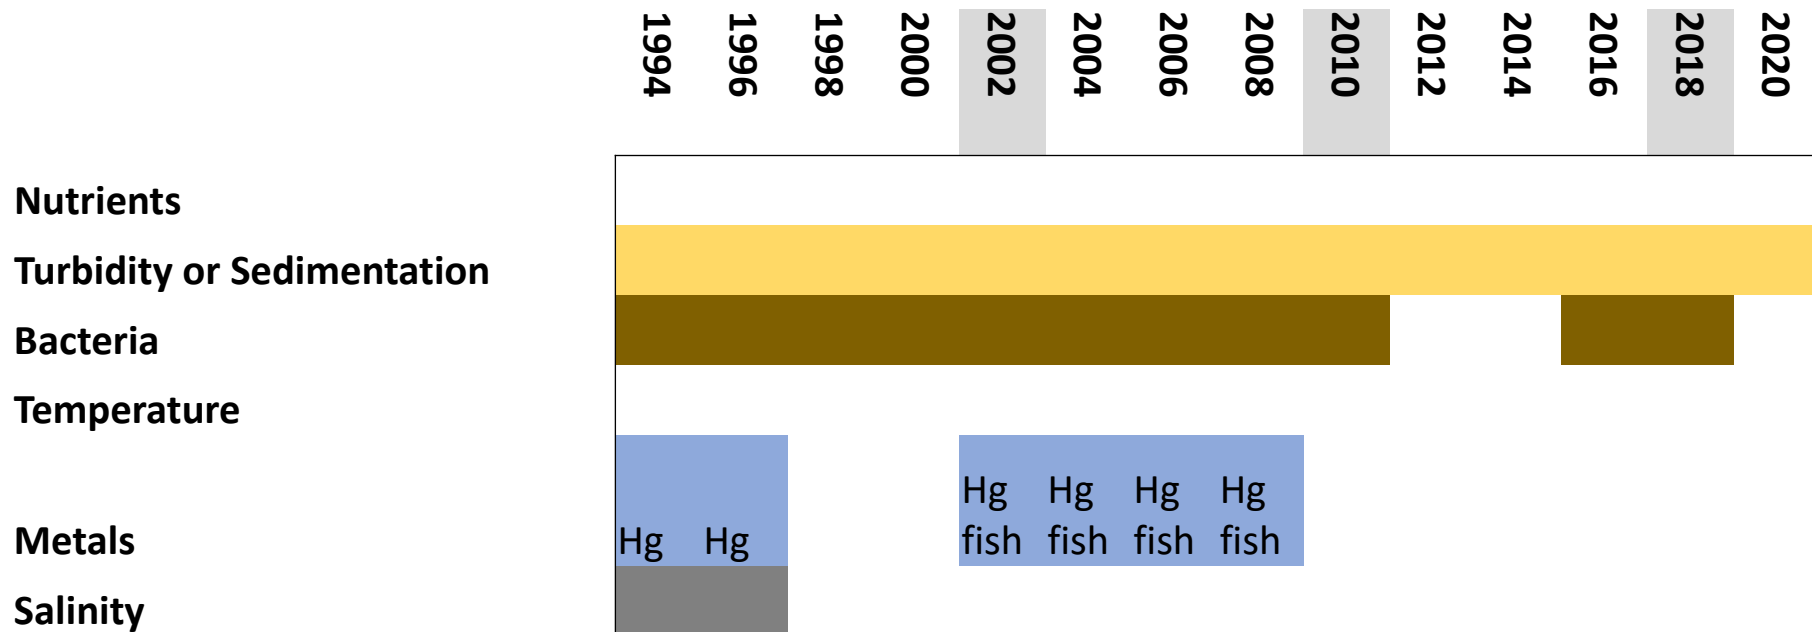 1994 1996 1998 2000 2002 2004 2006 2008 2010 2012 2014 2016 2018 2020
Nutrients
Turbidity or Sedimentation
Bacteria
Temperature
Hg Hg Hg Hg
Metals Hg Hg fish fish fish fish
Salinity